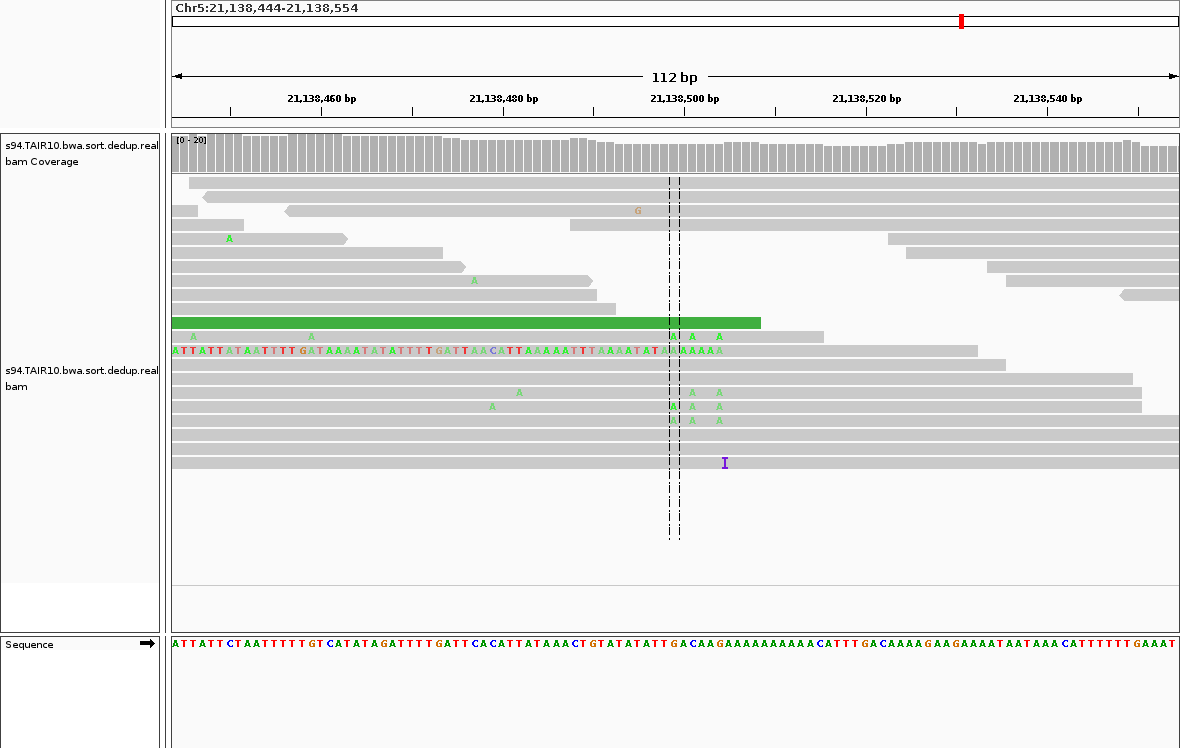 Chr5:21,138,444-21,138,554
112 bp
21,138,460 bp 21,138,480 bp 21,138,500 bp 21,138,520 bp 21,138,540 bp
s94.TAIR10.bwa.sort.dedup.real
bam Coverage
[0 - 20]
G
A
A
A A A A A
ATTATTATAATTTTGATAAAATATATTTTGATTAACATTAAAAATTTAAAATATAAAAAAA
s94.TAIR10.bwa.sort.dedup.real
bam
A A A
A A A A
A A A
I
Sequence
ATTATTCTAATTTTTGTCATATAGATTTTGATTCACATTATAAACTGTATATATTGACAAGAAAAAAAAAACATTTGACAAAAGAAGAAAATAATAAACATTTTTTGAAAT